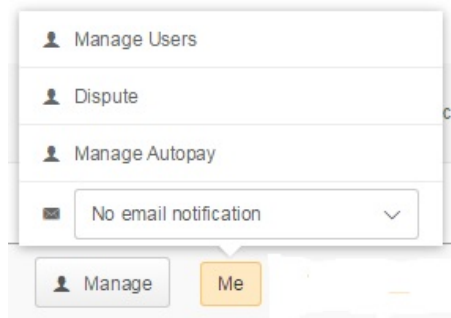 Manage Users
Dispute
Manage Autopay
No email notification
Manage Me